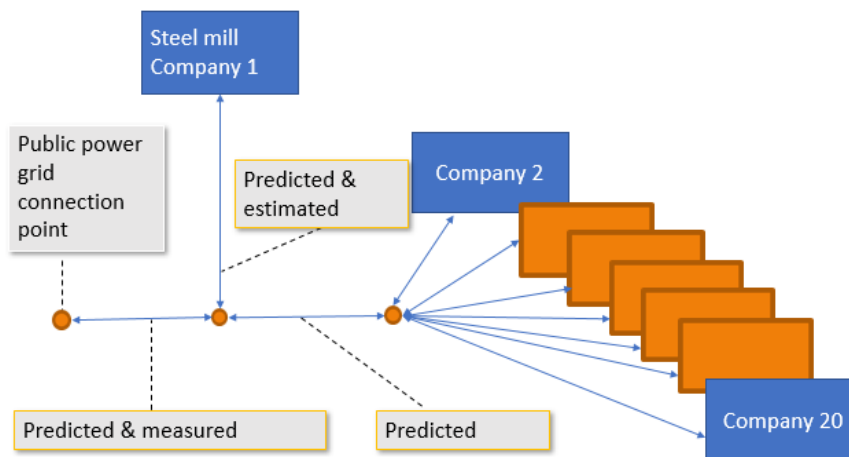 Steel mill
Company 1
Public power
grid
connection
point
Predicted &
estimated
Company 2
Predicted & measured
Predicted
Company 20